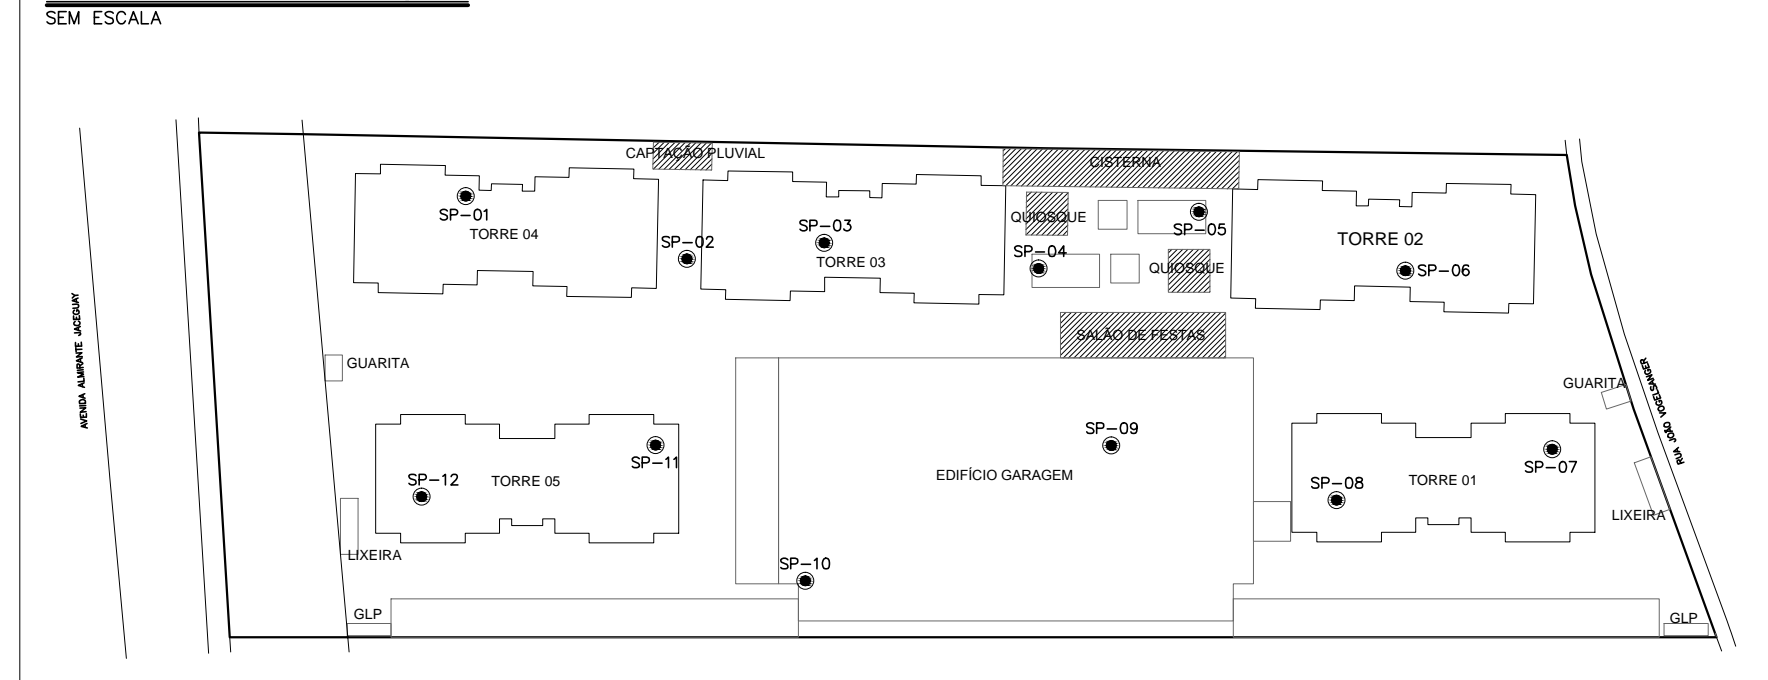 SEM ESCALA
CAPTAÇÃO PLUVIAL
CISTERNA
SP-01
TORRE 04
SP-02
SP-03
TORRE 03
QUIOSQUE
SP-04
SP-05
QUIOSQUE
TORRE 02
SP-06
SALÃO DE FESTAS
AVENIDA ALMIRANTE JACEGUAY
GUARITA
GUARITA
RUA JOÃO VOGELSANGER
SP-09
SP-11
SP-12
TORRE 05
EDIFÍCIO GARAGEM
SP-07
SP-08
TORRE 01
LIXEIRA
LIXEIRA
SP-10
GLP
GLP